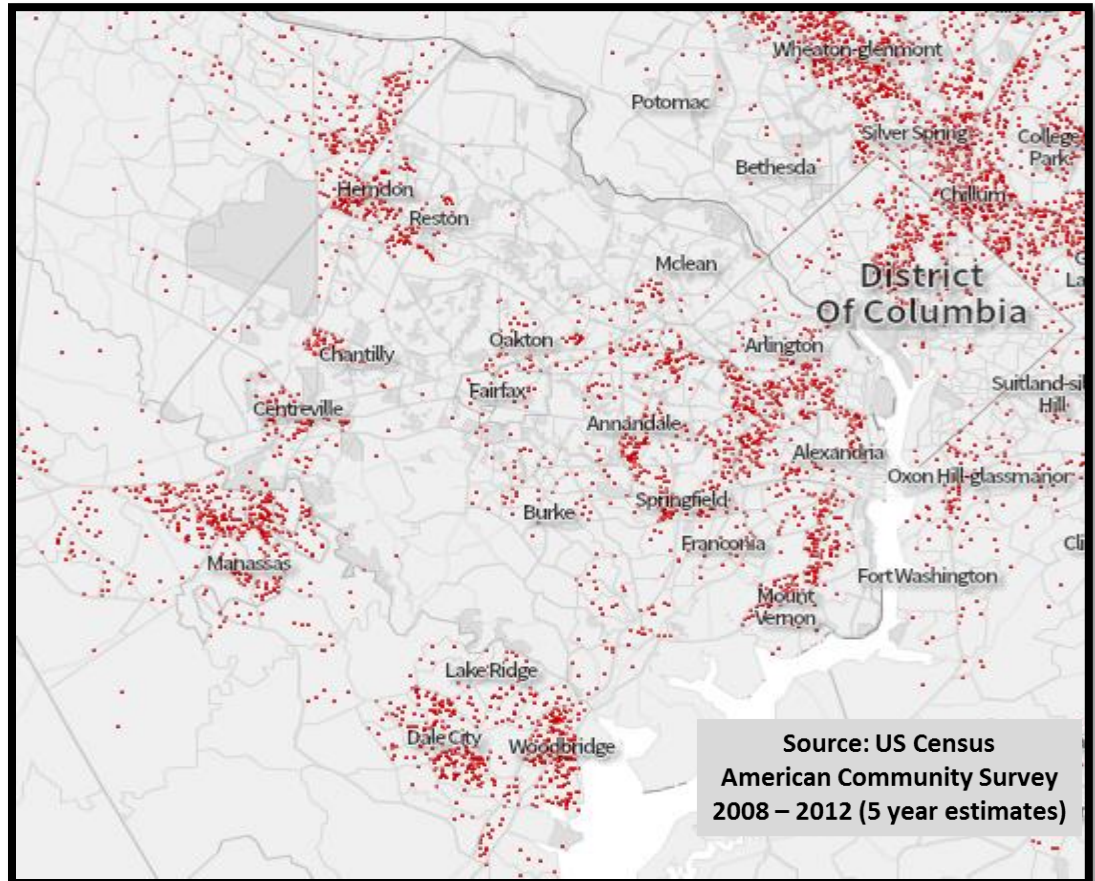 Wheaton-glenmont
Potomac
Silver Spring
College
Park
Bethesda
Herndon
Chillum
Reston
Mclean
District
Of Columbia
Oakton
Arlington
Chantilly
Fairfax
Suitland-sil
Hill
Centreville
Annandale
Alexandria
Oxon Hill-glassmanor
Springfield
Burke
Franconia
Manassas
Fort Washington
Mount
Vernon
Lake Ridge
Dale City
Woodbridge
Source: US Census
American Community Survey
2008 – 2012 (5 year estimates)